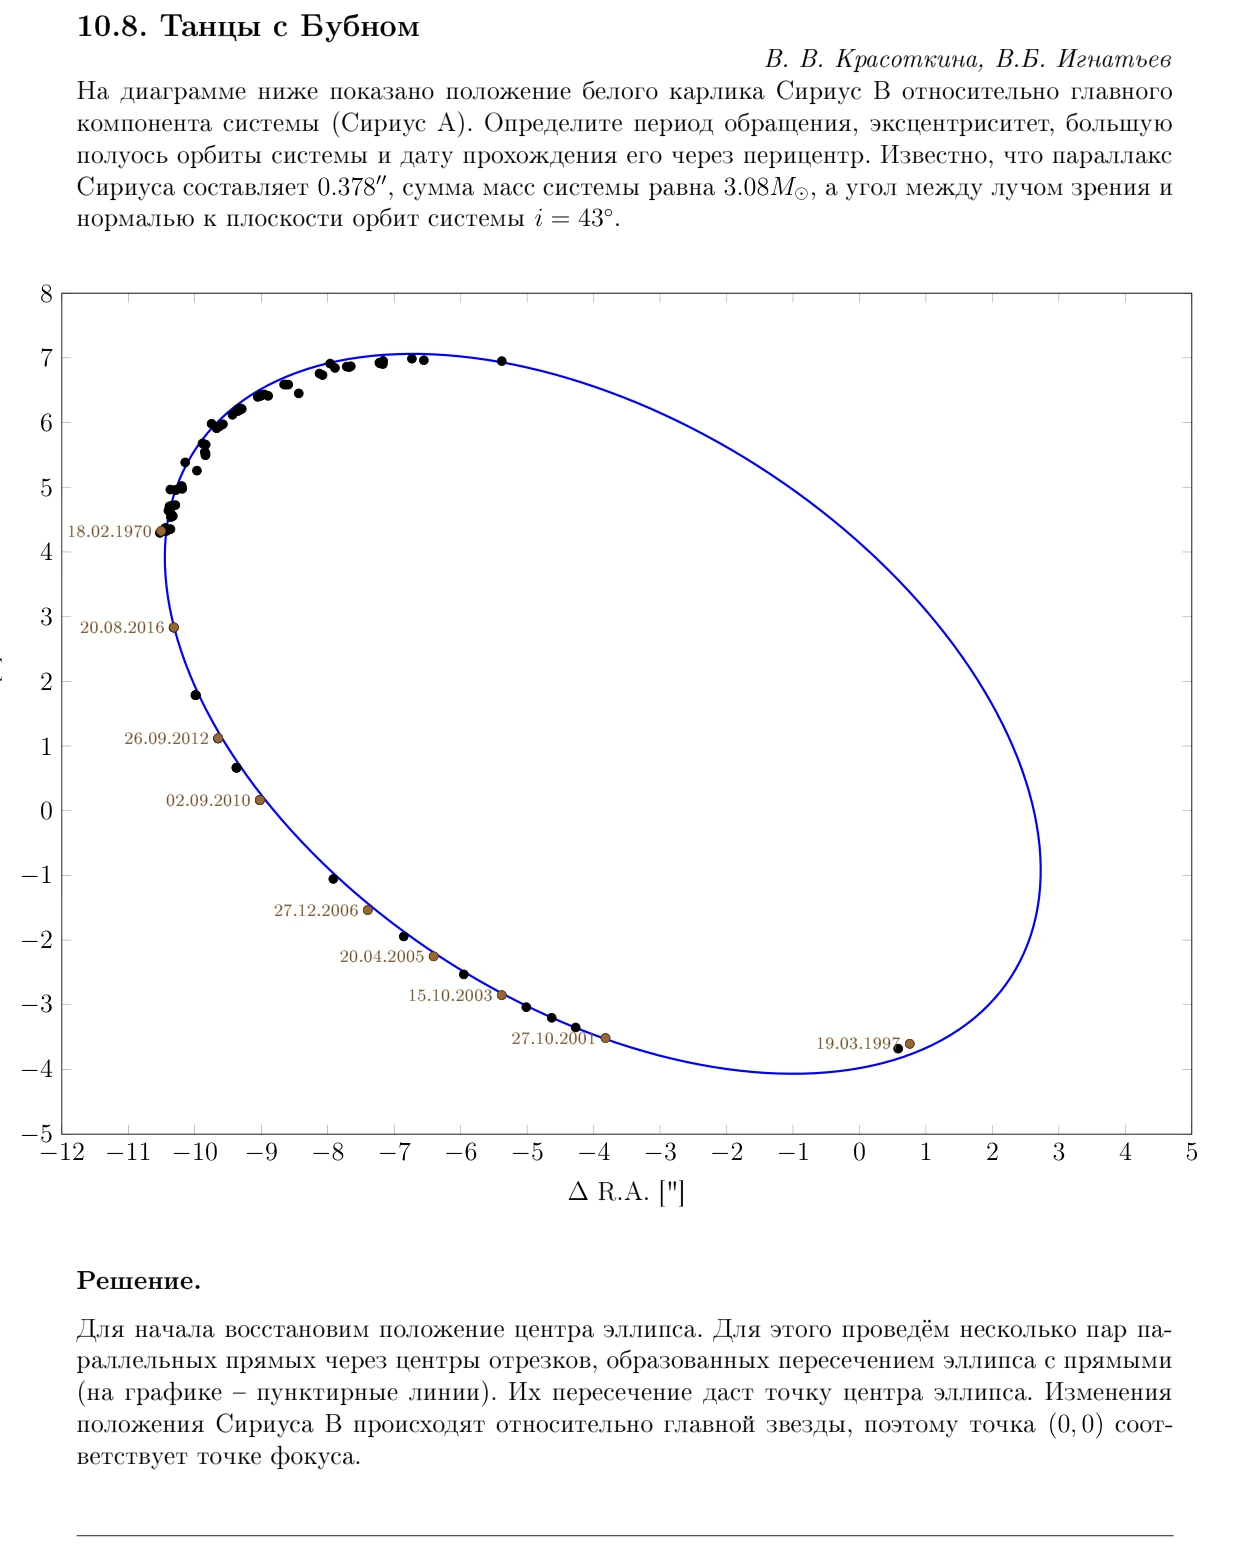 10.8. Танцы с Бубном
В. В. Красоткина, В.Б. Игнатьев
На диаграмме ниже показано положение белого карлика Сириус B относительно главного
компонента системы (Сириус A). Определите период обращения, эксцентриситет, большую
полуось орбиты системы и дату прохождения его через перицентр. Известно, что параллакс
Сириуса составляет 0.378″, сумма масс системы равна 3.08M☉, а угол между лучом зрения и
нормалью к плоскости орбит системы i = 43°.
8
7
6
5
18.02.1970
4
3
20.08.2016
2
26.09.2012
1
02.09.2010
0
−1
27.12.2006
−2
20.04.2005
15.10.2003
−3
27.10.2001
19.03.1997
−4
−5
−12 −11 −10 −9 −8 −7 −6 −5 −4 −3 −2 −1 0 1 2 3 4 5
Δ R.A. ["]
Решение.
Для начала восстановим положение центра эллипса. Для этого проведём несколько пар па-
раллельных прямых через центры отрезков, образованных пересечением эллипса с прямыми
(на графике – пунктирные линии). Их пересечение даст точку центра эллипса. Изменения
положения Сириуса B происходят относительно главной звезды, поэтому точка (0, 0) соот-
ветствует точке фокуса.